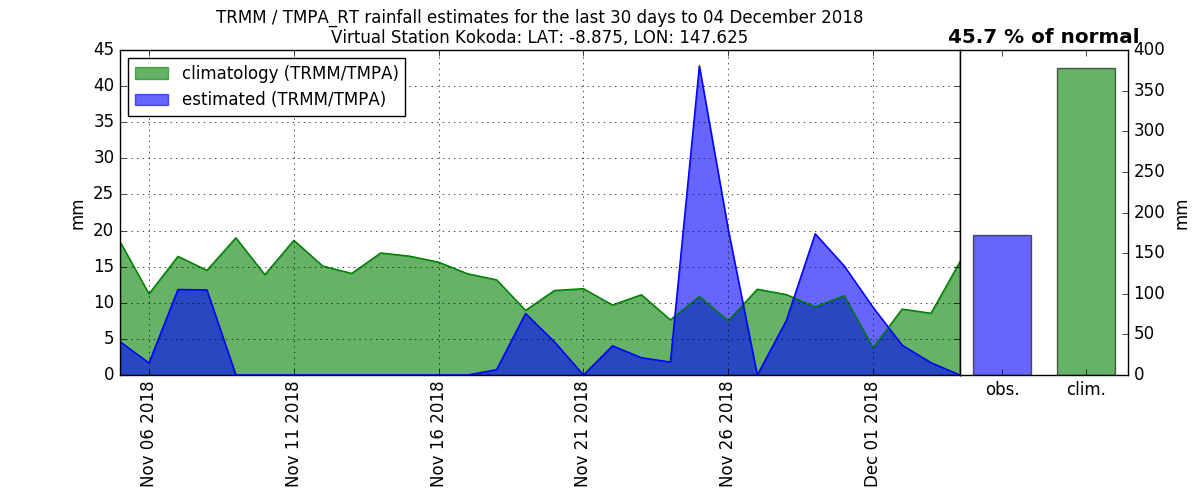 TRMM / TMPA_RT rainfall estimates for the last 30 days to 04 December 2018
Virtual Station Kokoda: LAT: -8.875, LON: 147.625
45.7 % of normal
climatology (TRMM/TMPA)
estimated (TRMM/TMPA)
mm
45
40
35
30
25
20
15
10
5
0
Nov 06 2018
Nov 11 2018
Nov 16 2018
Nov 21 2018
Nov 26 2018
Dec 01 2018
obs.
clim.
400
350
300
250
200
150
100
50
0
mm